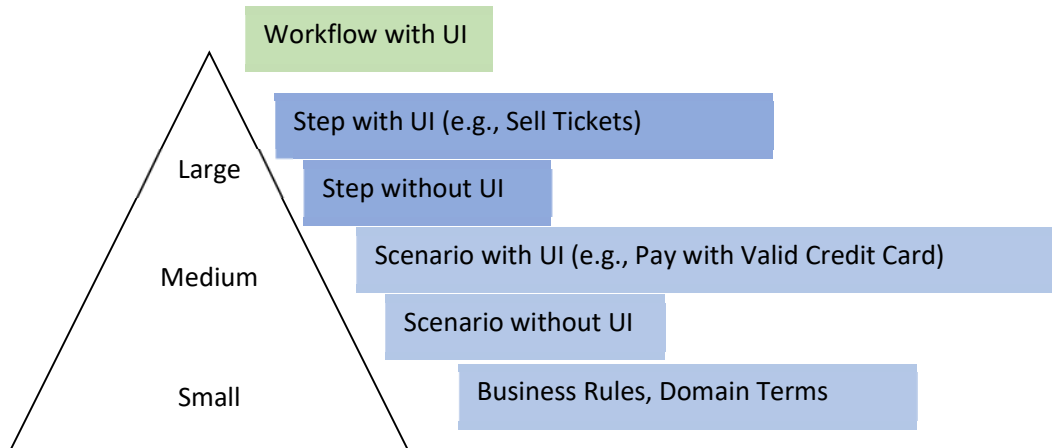 Workflow with UI
Step with UI (e.g., Sell Tickets)
Large
Step without UI
Scenario with UI (e.g., Pay with Valid Credit Card)
Medium
Scenario without UI
Small
Business Rules, Domain Terms